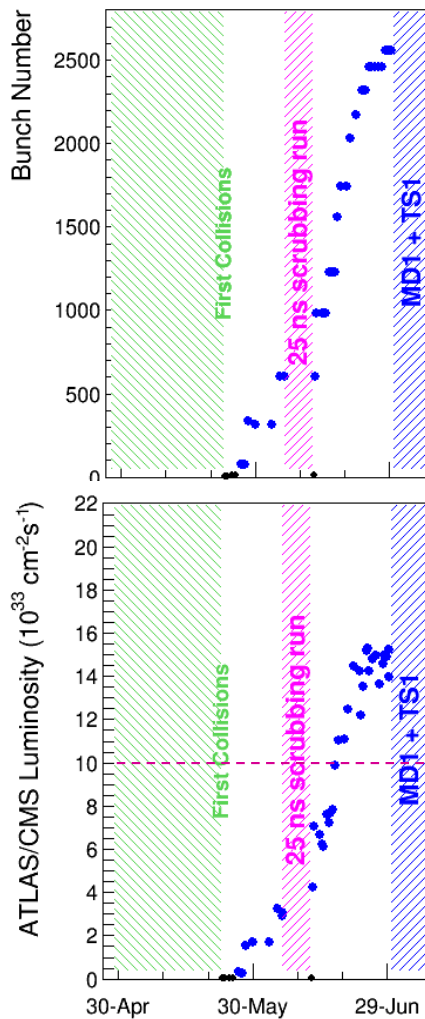 Bunch Number
2500
2000
1500
1000
500
0
First Collisions
25 ns scrubbing run
MD1 + TS1
ATLAS/CMS Luminosity (10³³ cm⁻²s⁻¹)
22
20
18
16
14
12
10
8
6
4
2
0
First Collisions
25 ns scrubbing run
MD1 + TS1
30-Apr 30-May 29-Jun